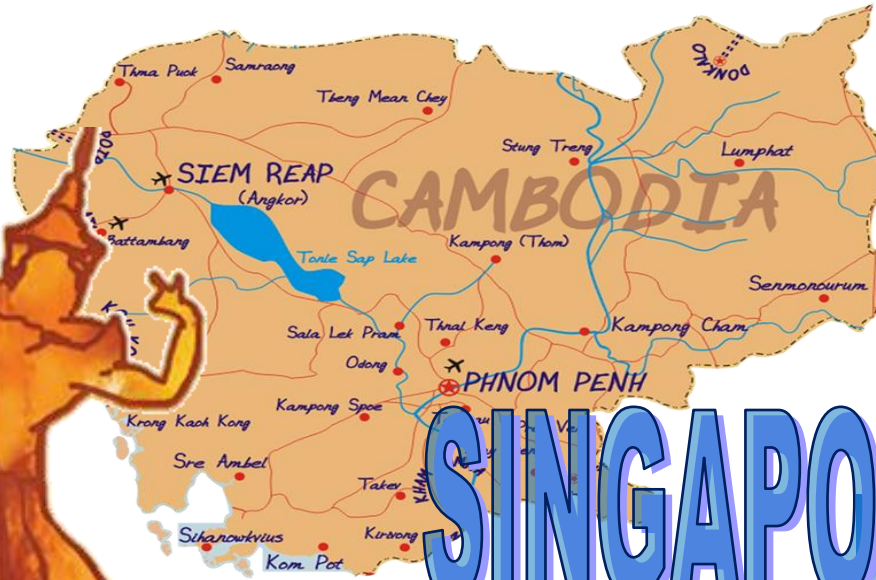 DONKALO
Thma Puok
Samraong
Tbeng Mean Chey
Stung Treng
Lumphat
SIEM REAP
(Angkor)
CAMBODIA
Battambang
Kampong (Thom)
Tonle Sap Lake
Senmonourum
Sala Lek Pram
Thnal Keng
Kampong Cham
Odong
PHNOM PENH
Kampong Spoe
Krong Kaoh Kong
SINGAPO
Sre Ambel
Takev
KHAM
Sihanowkvius
Kirivong
Kom Pot